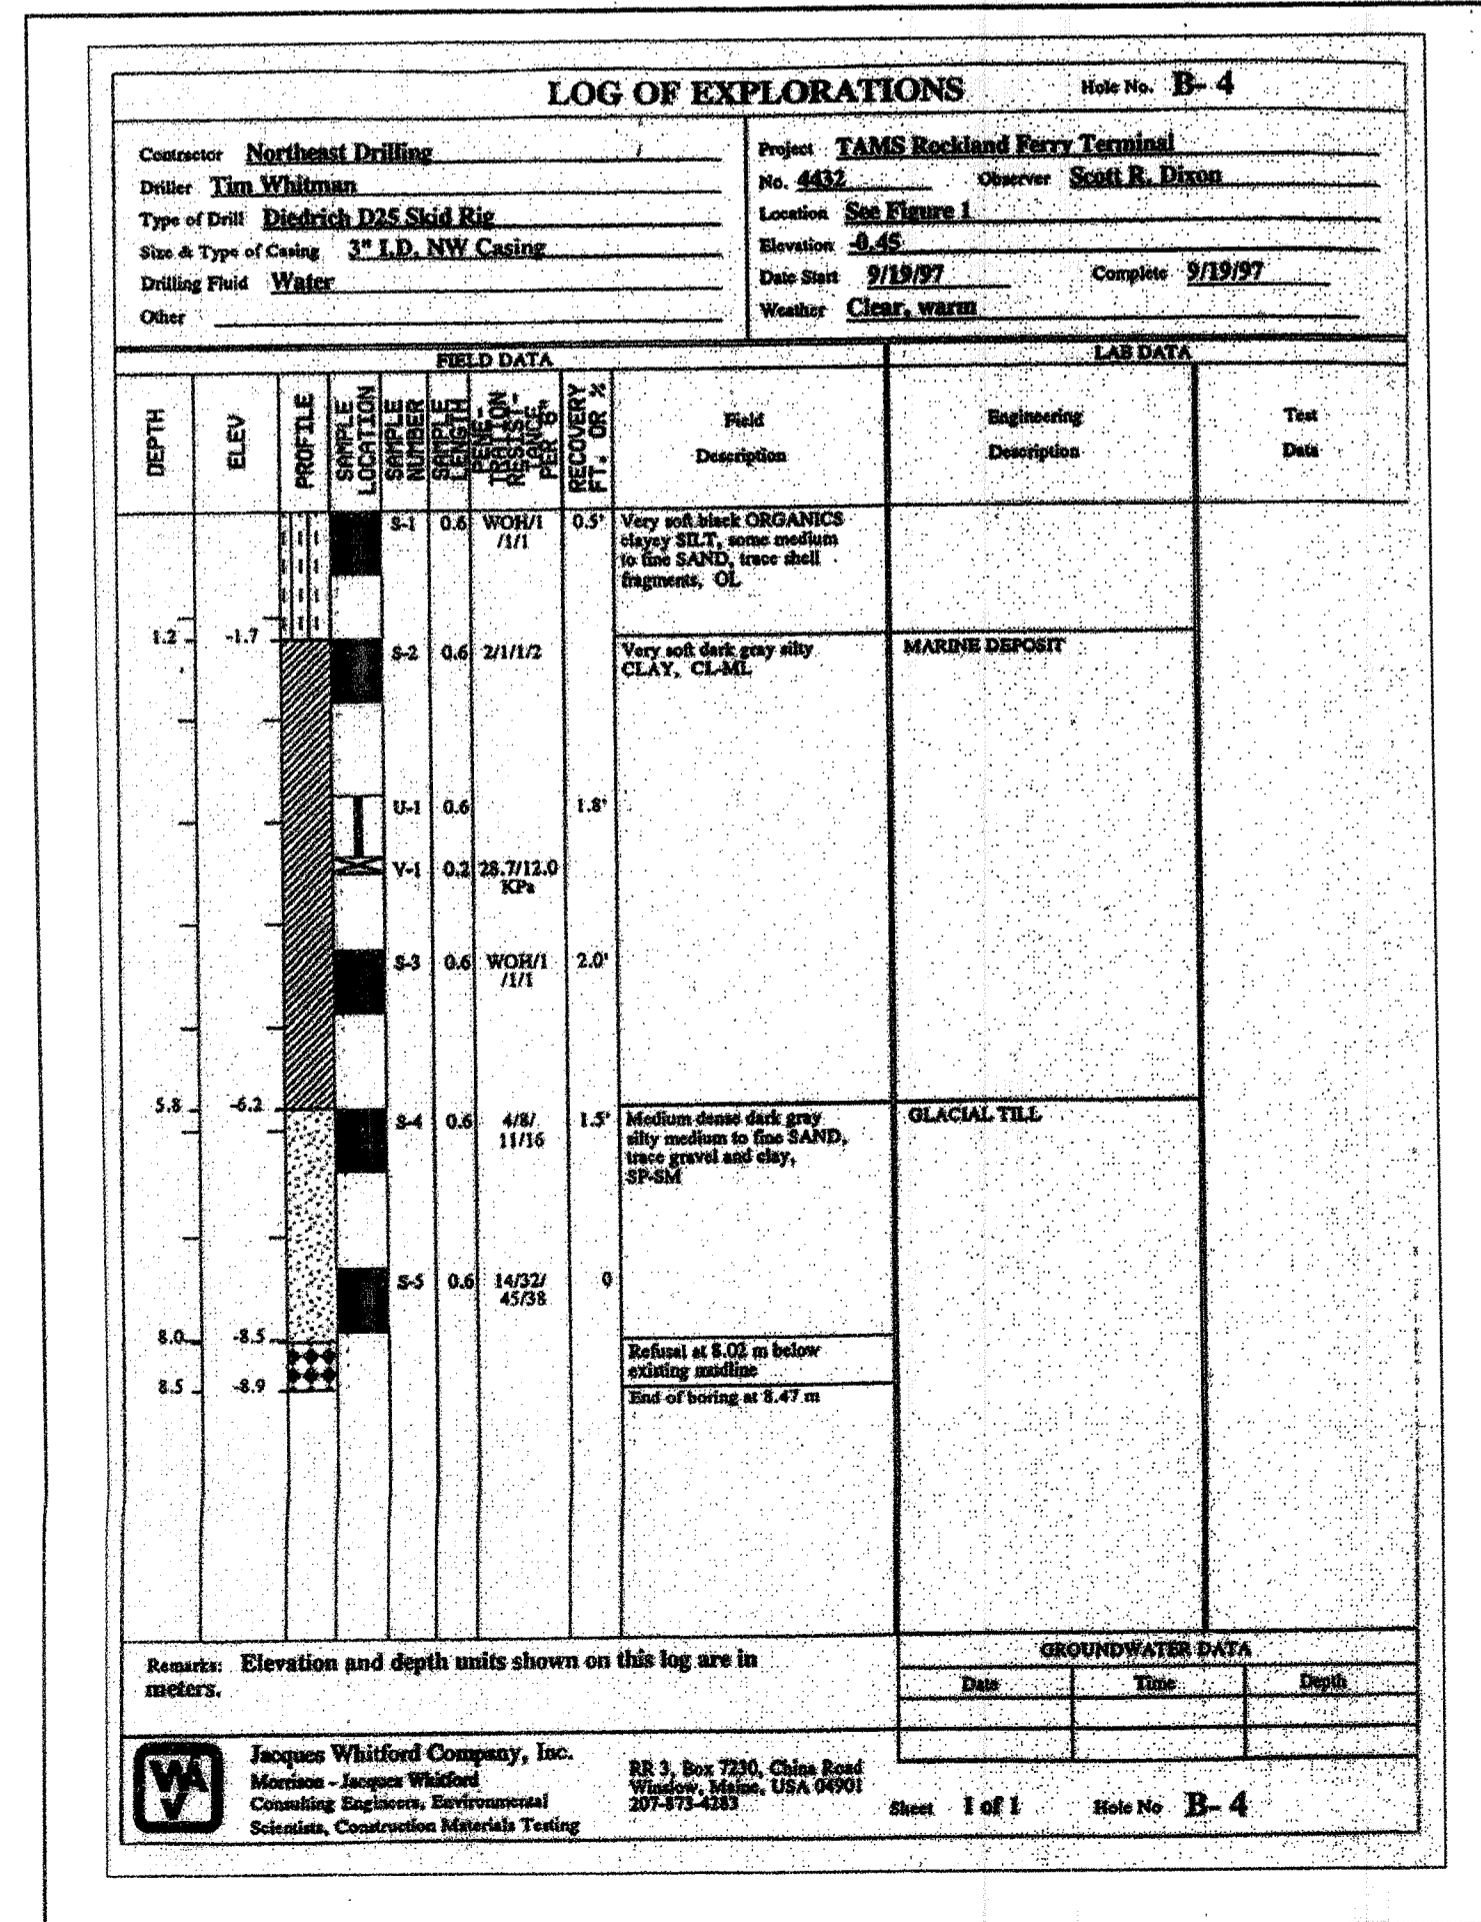 LOG OF EXPLORATIONS Hole No. B- 4
Contractor Northeast Drilling
Driller Tim Whitman
Type of Drill Diedrich D25 Skid Rig
Size & Type of Casing 3" I.D. NW Casing
Drilling Fluid Water
Other
Project TAMS Rockland Ferry Terminal
No. 4432 Observer Scott R. Dixon
Location See Figure 1
Elevation -0.45
Date Start 9/19/97 Complete 9/19/97
Weather Clear, warm
FIELD DATA LAB DATA
DEPTH
ELEV
PROFILE
SAMPLE LOCATION
SAMPLE NUMBER
SAMPLE LENGTH
PENE-
TRATION
RESIST-
TANCE
PER 6"
RECOVERY
FT. OR %
Field
Description
Engineering
Description
Test
Data
S-1 0.6 WOH/1 0.5' Very soft black ORGANICS
/1/1 clayey SILT, some medium
to fine SAND, trace shell
fragments, OL
1.2 -1.7
S-2 0.6 2/1/1/2 Very soft dark gray silty MARINE DEPOSIT
CLAY, CL-ML
U-1 0.6 1.8'
V-1 0.2 28.7/12.0
KPa
S-3 0.6 WOH/1 2.0'
/1/1
5.8 -6.2
S-4 0.6 4/8/ 1.5' Medium dense dark gray GLACIAL TILL
11/16 silty medium to fine SAND,
trace gravel and clay,
SP-SM
S-5 0.6 14/32/ 0
45/38
8.0 -8.5
Refusal at 8.02 m below
existing mudline
8.5 -8.9
End of boring at 8.47 m
Remarks: Elevation and depth units shown on this log are in
meters.
GROUNDWATER DATA
Date Time Depth
WAV
Jacques Whitford Company, Inc.
Morrison - Jacques Whitford
Consulting Engineers, Environmental
Scientists, Construction Materials Testing
RR 3, Box 7230, China Road
Winslow, Maine, USA 04901
207-873-4283
Sheet 1 of 1 Hole No B- 4